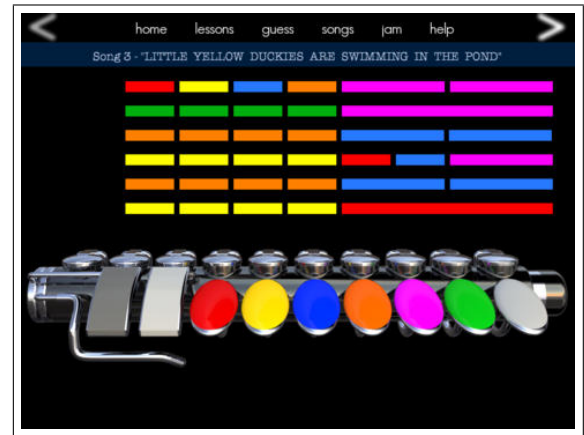 home lessons guess songs jam help
Song 3 - "LITTLE YELLOW DUCKIES ARE SWIMMING IN THE POND"